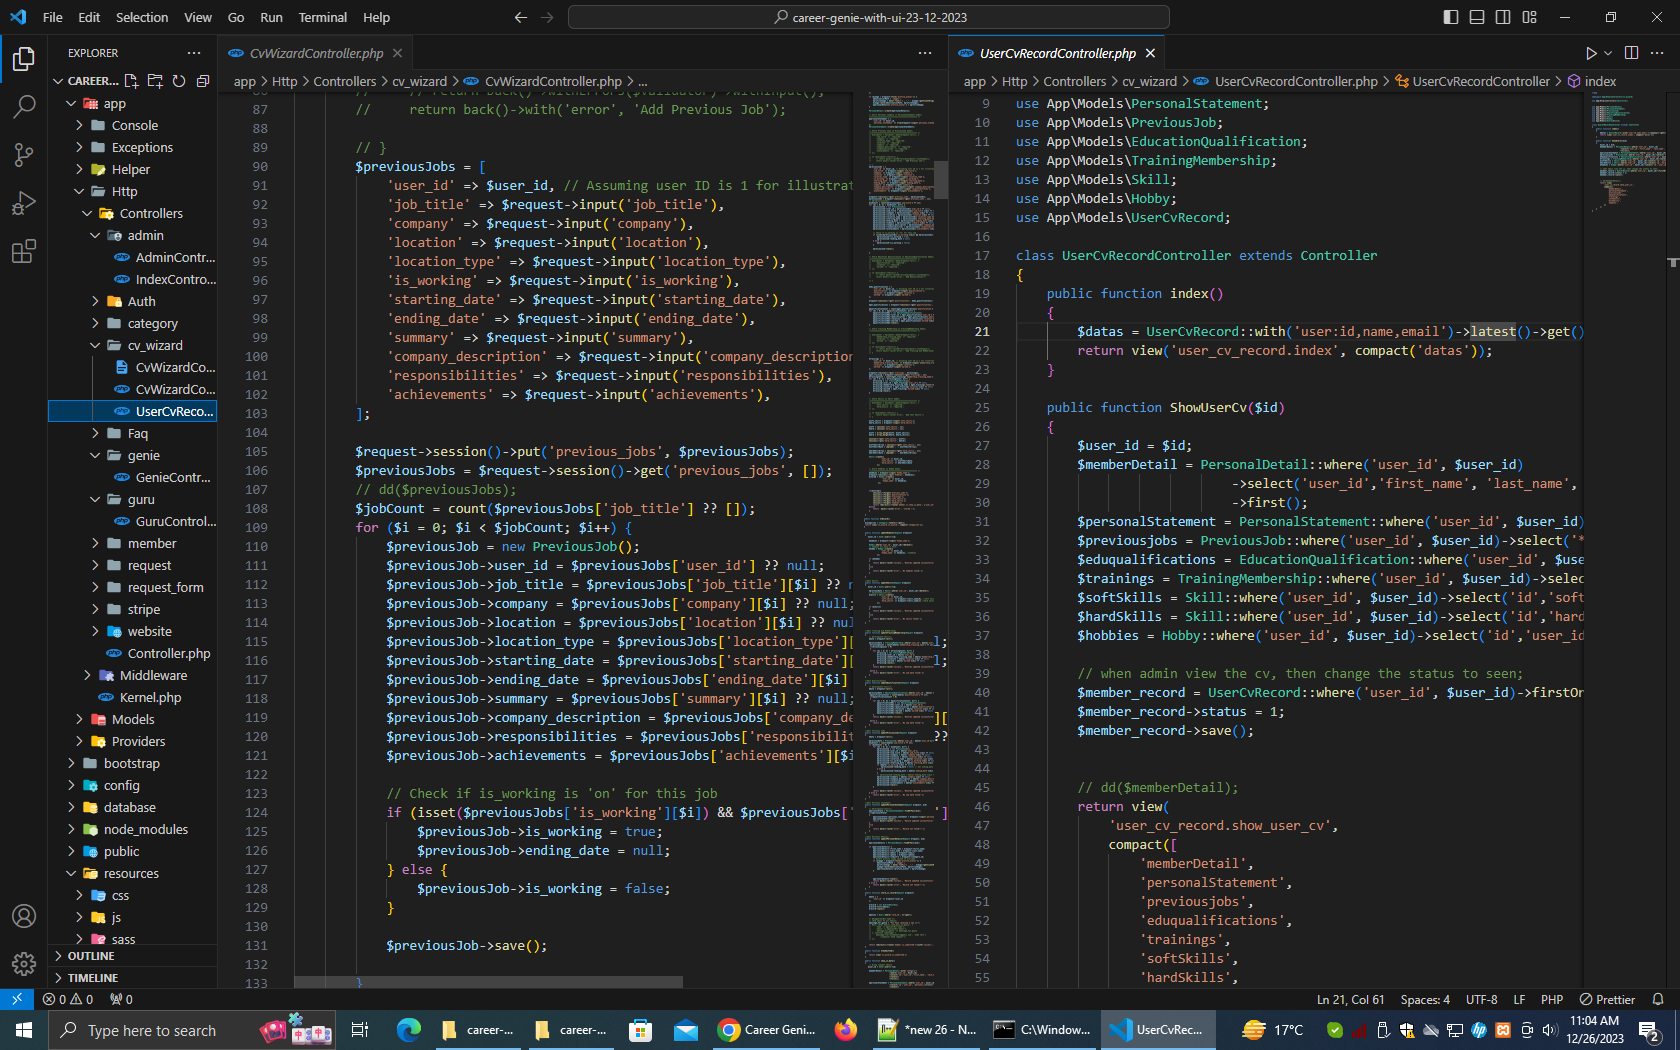 File Edit Selection View Go Run Terminal Help
career-genie-with-ui-23-12-2023
EXPLORER
CAREER...
app
Console
Exceptions
Helper
Http
Controllers
admin
AdminContr...
IndexContro...
Auth
category
cv_wizard
CvWizardCo...
CvWizardCo...
UserCvReco...
Faq
genie
GenieContr...
guru
GuruControl...
member
request
request_form
stripe
website
Controller.php
Middleware
Kernel.php
Models
Providers
bootstrap
config
database
node_modules
public
resources
css
js
sass
OUTLINE
TIMELINE
CvWizardController.php
app > Http > Controllers > cv_wizard > CvWizardController.php > ...
87 // return back()->with('error', 'Add Previous Job');
88
89 // }
90 $previousJobs = [
91 'user_id' => $user_id, // Assuming user ID is 1 for illustrat
92 'job_title' => $request->input('job_title'),
93 'company' => $request->input('company'),
94 'location' => $request->input('location'),
95 'location_type' => $request->input('location_type'),
96 'is_working' => $request->input('is_working'),
97 'starting_date' => $request->input('starting_date'),
98 'ending_date' => $request->input('ending_date'),
99 'summary' => $request->input('summary'),
100 'company_description' => $request->input('company_description
101 'responsibilities' => $request->input('responsibilities'),
102 'achievements' => $request->input('achievements'),
103 ];
104
105 $request->session()->put('previous_jobs', $previousJobs);
106 $previousJobs = $request->session()->get('previous_jobs', []);
107 // dd($previousJobs);
108 $jobCount = count($previousJobs['job_title'] ?? []);
109 for ($i = 0; $i < $jobCount; $i++) {
110 $previousJob = new PreviousJob();
111 $previousJob->user_id = $previousJobs['user_id'] ?? null;
112 $previousJob->job_title = $previousJobs['job_title'][$i] ?? n
113 $previousJob->company = $previousJobs['company'][$i] ?? null;
114 $previousJob->location = $previousJobs['location'][$i] ?? nul
115 $previousJob->location_type = $previousJobs['location_type'][ l;
116 $previousJob->starting_date = $previousJobs['starting_date'][ l;
117 $previousJob->ending_date = $previousJobs['ending_date'][$i]
118 $previousJob->summary = $previousJobs['summary'][$i] ?? null;
119 $previousJob->company_description = $previousJobs['company_de ][
120 $previousJob->responsibilities = $previousJobs['responsibilit ??
121 $previousJob->achievements = $previousJobs['achievements'][$i
122
123 // Check if is_working is 'on' for this job
124 if (isset($previousJobs['is_working'][$i]) && $previousJobs[' ']
125 $previousJob->is_working = true;
126 $previousJob->ending_date = null;
127 } else {
128 $previousJob->is_working = false;
129 }
130
131 $previousJob->save();
132
133 }
UserCvRecordController.php
app > Http > Controllers > cv_wizard > UserCvRecordController.php > UserCvRecordController > index
9 use App\Models\PersonalStatement;
10 use App\Models\PreviousJob;
11 use App\Models\EducationQualification;
12 use App\Models\TrainingMembership;
13 use App\Models\Skill;
14 use App\Models\Hobby;
15 use App\Models\UserCvRecord;
16
17 class UserCvRecordController extends Controller
18 {
19 public function index()
20 {
21 $datas = UserCvRecord::with('user:id,name,email')->latest()->get()
22 return view('user_cv_record.index', compact('datas'));
23 }
24
25 public function ShowUserCv($id)
26 {
27 $user_id = $id;
28 $memberDetail = PersonalDetail::where('user_id', $user_id)
29 ->select('user_id','first_name', 'last_name',
30 ->first();
31 $personalStatement = PersonalStatement::where('user_id', $user_id)
32 $previousjobs = PreviousJob::where('user_id', $user_id)->select('*
33 $eduqualifications = EducationQualification::where('user_id', $use
34 $trainings = TrainingMembership::where('user_id', $user_id)->selec
35 $softSkills = Skill::where('user_id', $user_id)->select('id','soft
36 $hardSkills = Skill::where('user_id', $user_id)->select('id','hard
37 $hobbies = Hobby::where('user_id', $user_id)->select('id','user_id
38
39 // when admin view the cv, then change the status to seen;
40 $member_record = UserCvRecord::where('user_id', $user_id)->firstOr
41 $member_record->status = 1;
42 $member_record->save();
43
44
45 // dd($memberDetail);
46 return view(
47 'user_cv_record.show_user_cv',
48 compact([
49 'memberDetail',
50 'personalStatement',
51 'previousjobs',
52 'eduqualifications',
53 'trainings',
54 'softSkills',
55 'hardSkills',
0 0 0 Ln 21, Col 61 Spaces: 4 UTF-8 LF PHP Prettier
Type here to search
career-...
career-...
Career Geni...
*new 26 - N...
C:\Window...
UserCvRec...
17°C
11:04 AM
12/26/2023
2